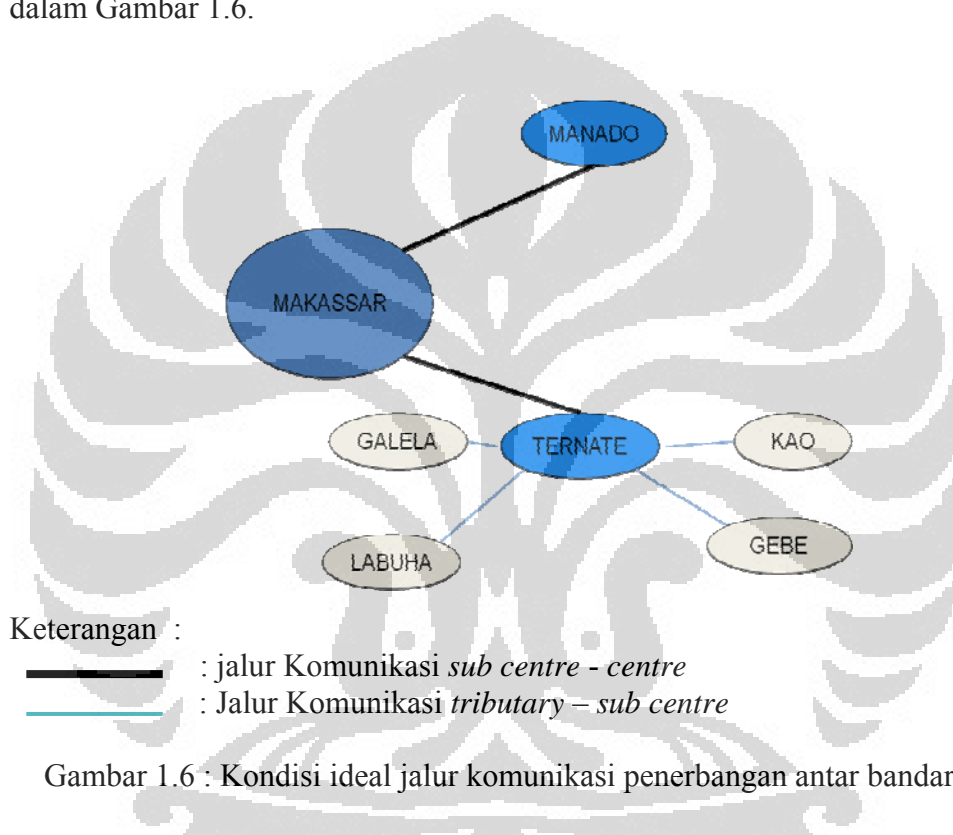 dalam Gambar 1.6.
MANADO
MAKASSAR
GALELA
TERNATE
KAO
LABUHA
GEBE
Keterangan :
: jalur Komunikasi sub centre - centre
: Jalur Komunikasi tributary – sub centre
Gambar 1.6 : Kondisi ideal jalur komunikasi penerbangan antar bandar